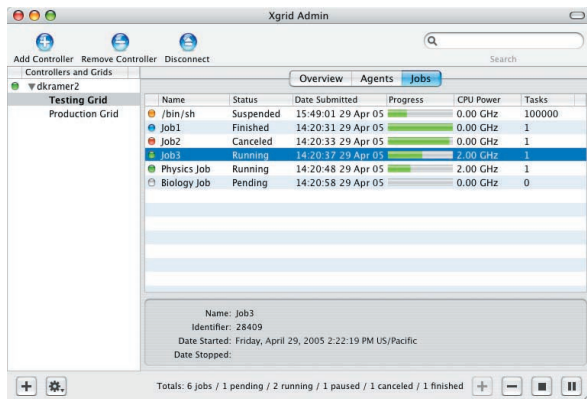 Xgrid Admin
Add Controller Remove Controller Disconnect
Search
Controllers and Grids
Overview Agents Jobs
dkramer2
Testing Grid
Production Grid
Name Status Date Submitted Progress CPU Power Tasks
/bin/sh Suspended 15:49:01 29 Apr 05 0.00 GHz 100000
Job1 Finished 14:20:31 29 Apr 05 0.00 GHz 1
Job2 Canceled 14:20:33 29 Apr 05 0.00 GHz 1
Job3 Running 14:20:37 29 Apr 05 2.00 GHz 1
Physics Job Running 14:20:48 29 Apr 05 2.00 GHz 1
Biology Job Pending 14:20:58 29 Apr 05 0.00 GHz 0
Name: Job3
Identifier: 28409
Date Started: Friday, April 29, 2005 2:22:19 PM US/Pacific
Date Stopped:
Totals: 6 jobs / 1 pending / 2 running / 1 paused / 1 canceled / 1 finished